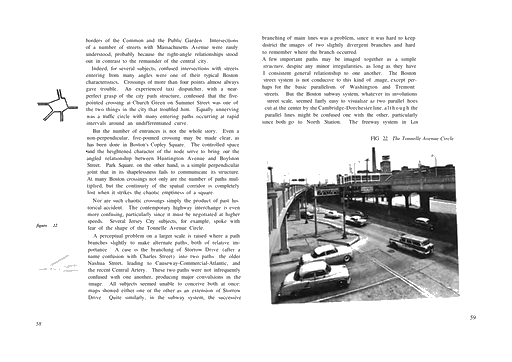 borders of the Common and the Public Garden. Intersections
of a number of streets with Massachusetts Avenue were easily
understood, probably because the right-angle relationships stood
out in contrast to the remainder of the central city.
Indeed, for several subjects, confused intersections with streets
entering from many angles were one of their typical Boston
characteristics. Crossings of more than four points almost always
gave trouble. An experienced taxi dispatcher, with a near-
perfect grasp of the city path structure, confessed that the five-
pointed crossing at Church Green on Summer Street was one of
the two things in the city that troubled him. Equally unnerving
was a traffic circle with many entering paths occurring at rapid
intervals around an undifferentiated curve.
But the number of entrances is not the whole story. Even a
non-perpendicular, five-pointed crossing may be made clear, as
has been done in Boston's Copley Square. The controlled space
and the heightened character of the node serve to bring out the
angled relationship between Huntington Avenue and Boylston
Street. Park Square, on the other hand, is a simple perpendicular
joint that in its shapelessness fails to communicate its structure.
At many Boston crossings not only are the number of paths mul-
tiplied, but the continuity of the spatial corridor is completely
lost when it strikes the chaotic emptiness of a square.
Nor are such chaotic crossings simply the product of past his-
torical accident. The contemporary highway interchange is even
more confusing, particularly since it must be negotiated at higher
speeds. Several Jersey City subjects, for example, spoke with
fear of the shape of the Tonnelle Avenue Circle.
figure 22
A perceptual problem on a larger scale is raised where a path
branches slightly to make alternate paths, both of relative im-
portance. A case is the branching of Storrow Drive (after a
name confusion with Charles Street) into two paths: the older
Nashua Street, leading to Causeway-Commercial-Atlantic, and
the recent Central Artery. These two paths were not infrequently
confused with one another, producing major convulsions in the
image. All subjects seemed unable to conceive both at once:
maps showed either one or the other as an extension of Storrow
Drive. Quite similarly, in the subway system, the successive
58
branching of main lines was a problem, since it was hard to keep
distinct the images of two slightly divergent branches and hard
to remember where the branch occurred.
A few important paths may be imaged together as a simple
structure, despite any minor irregularities, as long as they have
a consistent general relationship to one another. The Boston
street system is not conducive to this kind of image, except per-
haps for the basic parallelism of Washington and Tremont
Streets. But the Boston subway system, whatever its involutions
street scale, seemed fairly easy to visualize as two parallel
cut at the center by the Cambridge-Dorchester line, although the
parallel lines might be confused one with the other, particularly
since both go to North Station. The freeway system in Los
FIG 22 The Tonnelle Avenue Circle
59